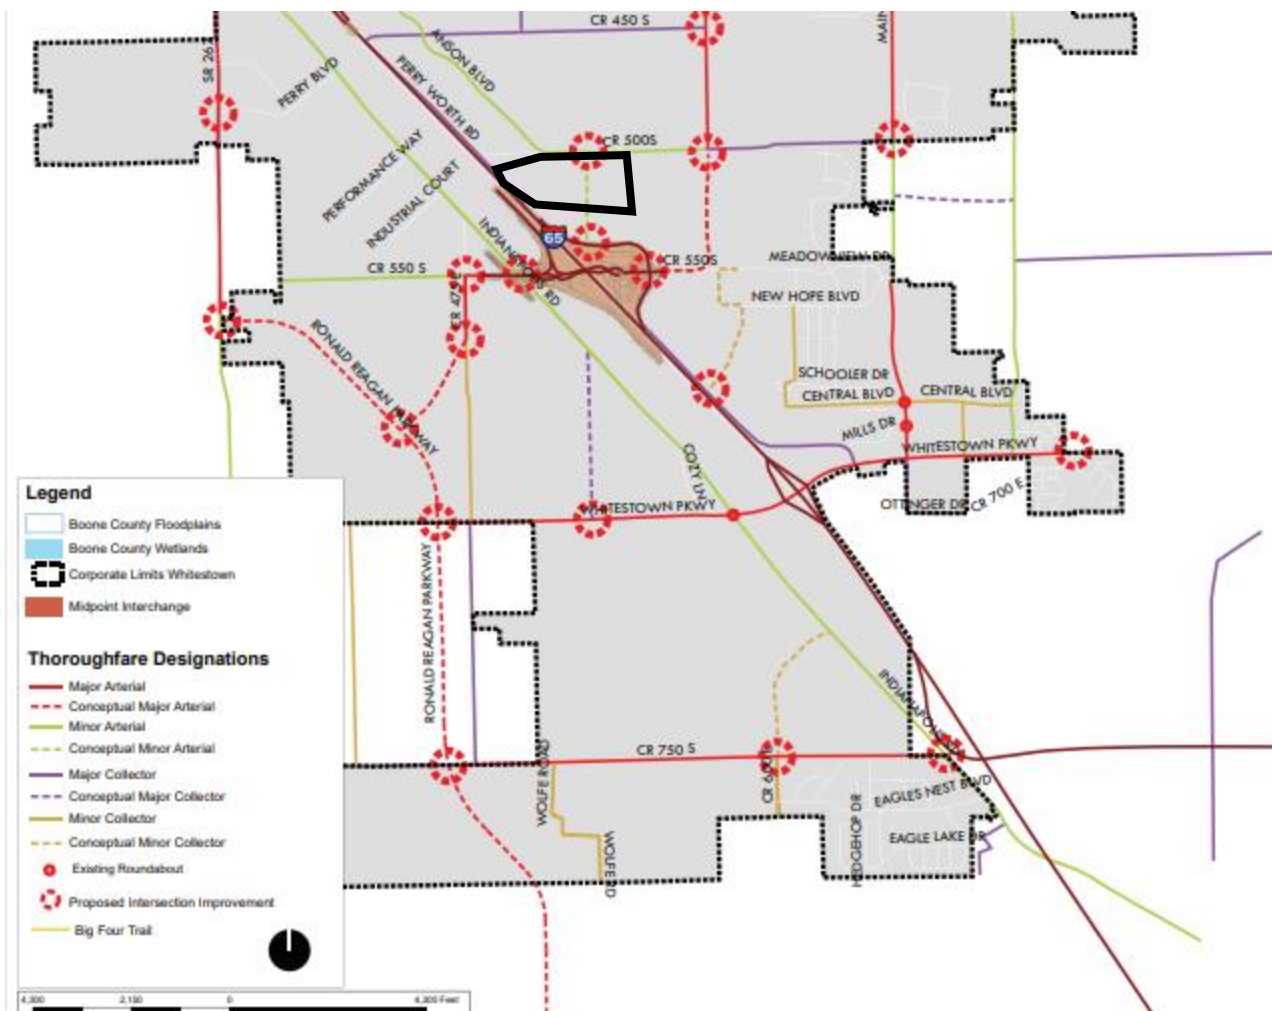 CR 450 S
MAIN
SR 26
ANSON BLVD
PERRY BLVD
PERRY WORTH RD
CR 500S
PERFORMANCE WAY
INDUSTRIAL COURT
65
CR 550S
MEADOWVIEW DR
CR 550 S
NEW HOPE BLVD
RONALD REAGAN PARKWAY
SCHOOLER DR
CENTRAL BLVD
CENTRAL BLVD
MILLS DR
WHITESTOWN PKWY
COZY LN
OTTINGER DR
CR 700 E
WHITESTOWN PKWY
Legend
Boone County Floodplains
Boone County Wetlands
Corporate Limits Whitestown
Midpoint Interchange
Thoroughfare Designations
Major Arterial
Conceptual Major Arterial
Minor Arterial
Conceptual Minor Arterial
Major Collector
Conceptual Major Collector
Minor Collector
Conceptual Minor Collector
Existing Roundabout
Proposed Intersection Improvement
Big Four Trail
4,300 2,150 0 4,300 Feet
RONALD REAGAN PARKWAY
CR 750 S
WOLFE ROAD
WOLFE RD
EAGLES NEST BLVD
HEDGEHOP DR
EAGLE LAKE DR